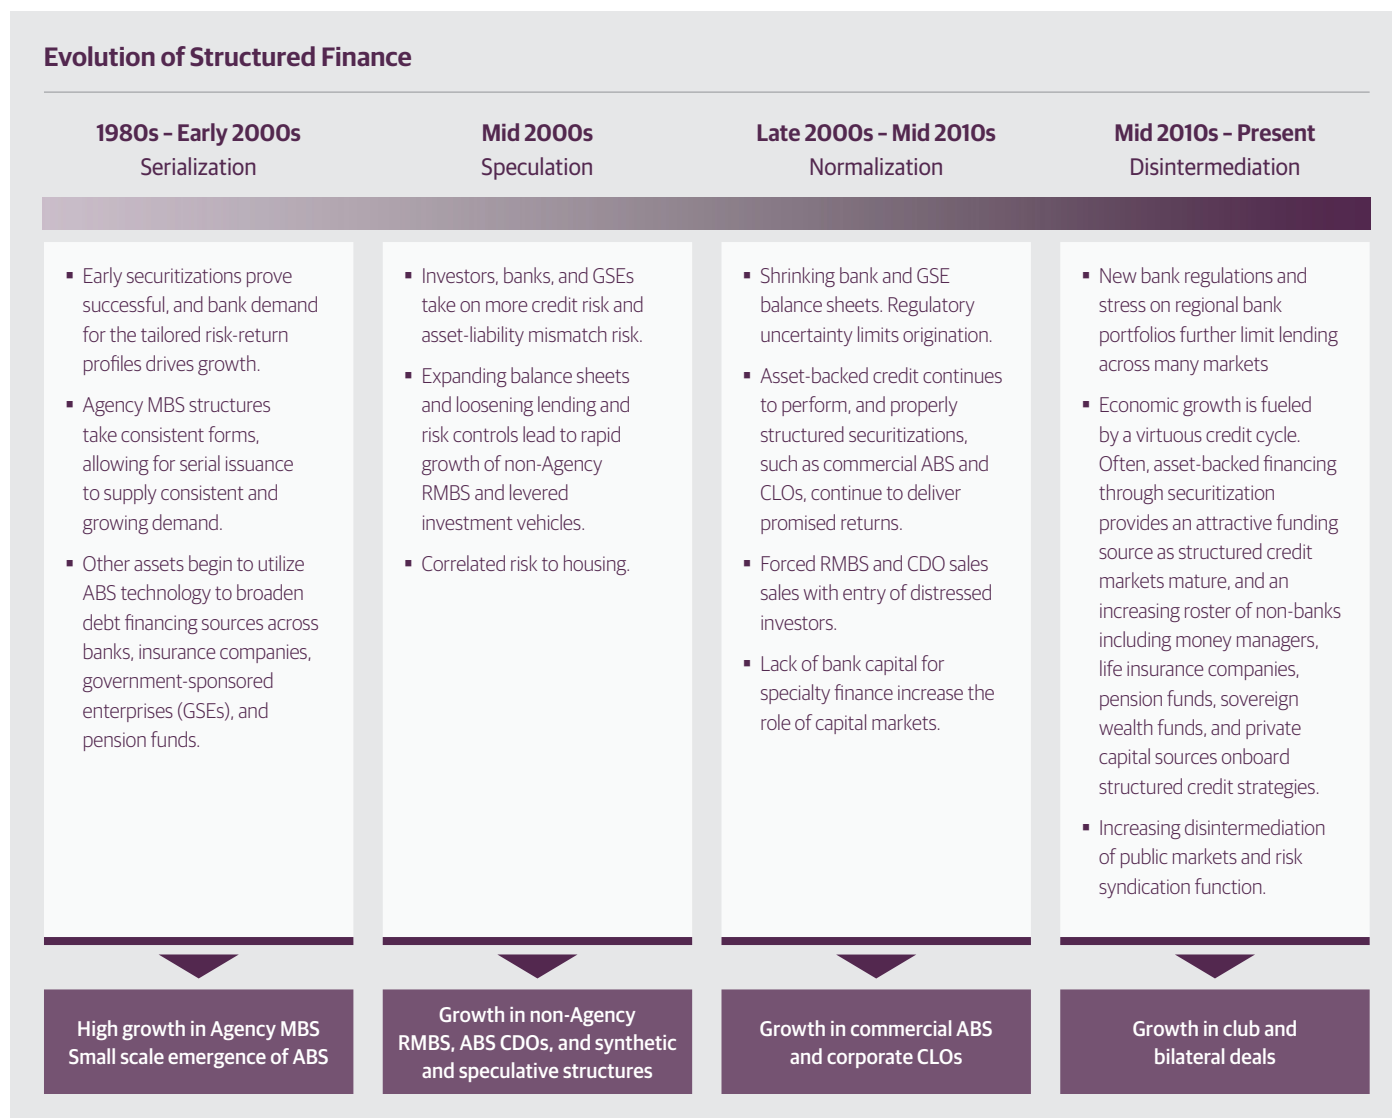 Evolution of Structured Finance
1980s – Early 2000s
Serialization
▪ Early securitizations prove
successful, and bank demand
for the tailored risk-return
profiles drives growth.
▪ Agency MBS structures
take consistent forms,
allowing for serial issuance
to supply consistent and
growing demand.
▪ Other assets begin to utilize
ABS technology to broaden
debt financing sources across
banks, insurance companies,
government-sponsored
enterprises (GSEs), and
pension funds.
High growth in Agency MBS
Small scale emergence of ABS
Mid 2000s
Speculation
▪ Investors, banks, and GSEs
take on more credit risk and
asset-liability mismatch risk.
▪ Expanding balance sheets
and loosening lending and
risk controls lead to rapid
growth of non-Agency
RMBS and levered
investment vehicles.
▪ Correlated risk to housing.
Growth in non-Agency
RMBS, ABS CDOs, and synthetic
and speculative structures
Late 2000s – Mid 2010s
Normalization
▪ Shrinking bank and GSE
balance sheets. Regulatory
uncertainty limits origination.
▪ Asset-backed credit continues
to perform, and properly
structured securitizations,
such as commercial ABS and
CLOs, continue to deliver
promised returns.
▪ Forced RMBS and CDO sales
sales with entry of distressed
investors.
▪ Lack of bank capital for
specialty finance increase the
role of capital markets.
Growth in commercial ABS
and corporate CLOs
Mid 2010s – Present
Disintermediation
▪ New bank regulations and
stress on regional bank
portfolios further limit lending
across many markets
▪ Economic growth is fueled
by a virtuous credit cycle.
Often, asset-backed financing
through securitization
provides an attractive funding
source as structured credit
markets mature, and an
increasing roster of non-banks
including money managers,
life insurance companies,
pension funds, sovereign
wealth funds, and private
capital sources onboard
structured credit strategies.
▪ Increasing disintermediation
of public markets and risk
syndication function.
Growth in club and
bilateral deals